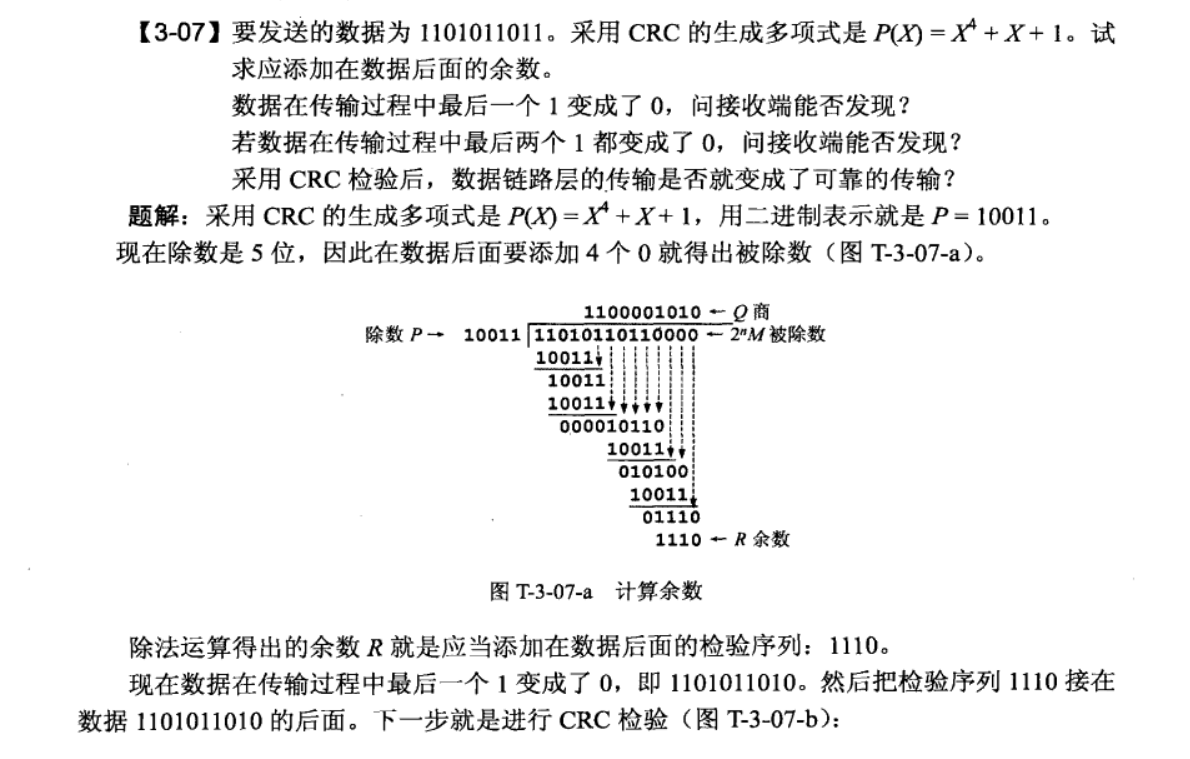 【3-07】要发送的数据为 1101011011。采用 CRC 的生成多项式是 P(X) = X⁴ + X + 1。试
求应添加在数据后面的余数。
数据在传输过程中最后一个 1 变成了 0，问接收端能否发现？
若数据在传输过程中最后两个 1 都变成了 0，问接收端能否发现？
采用 CRC 检验后，数据链路层的传输是否就变成了可靠的传输？
题解：采用 CRC 的生成多项式是 P(X) = X⁴ + X + 1，用二进制表示就是 P = 10011。
现在除数是 5 位，因此在数据后面要添加 4 个 0 就得出被除数（图 T-3-07-a）。
1100001010 ← Q 商
除数 P → 10011 11010110110000 ← 2ⁿM 被除数
10011
10011
10011
000010110
10011
010100
10011
01110
1110 ← R 余数
图 T-3-07-a 计算余数
除法运算得出的余数 R 就是应当添加在数据后面的检验序列：1110。
现在数据在传输过程中最后一个 1 变成了 0，即 1101011010。然后把检验序列 1110 接在
数据 1101011010 的后面。下一步就是进行 CRC 检验（图 T-3-07-b）：